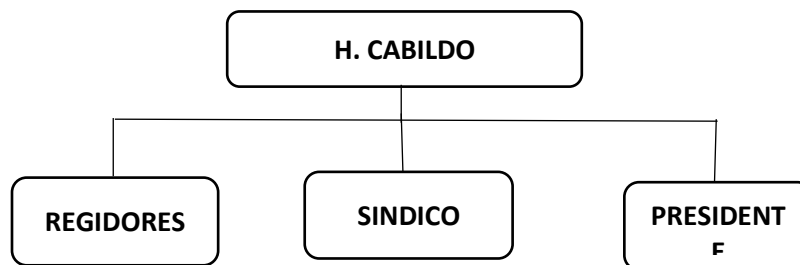 H. CABILDO
REGIDORES
SINDICO
PRESIDENT
E